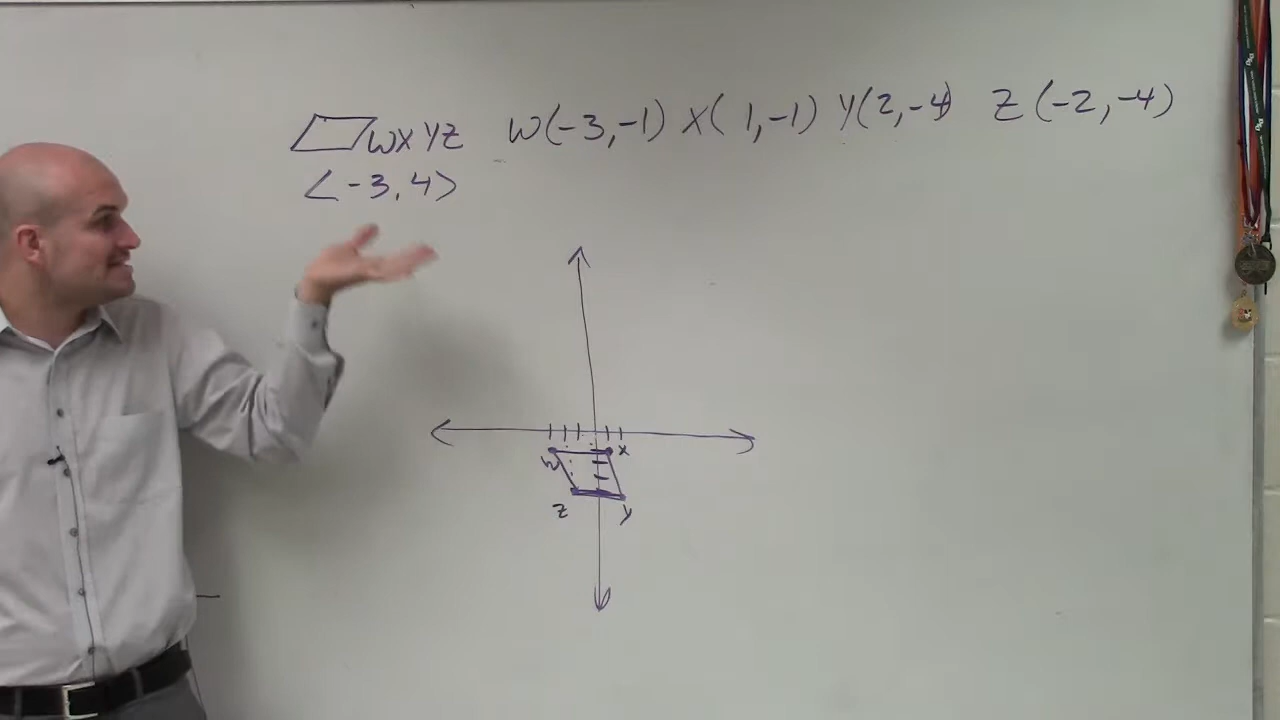 WXYZ W(-3,-1) X(1,-1) Y(2,-4) Z(-2,-4)
<-3,4>
W X
Z Y